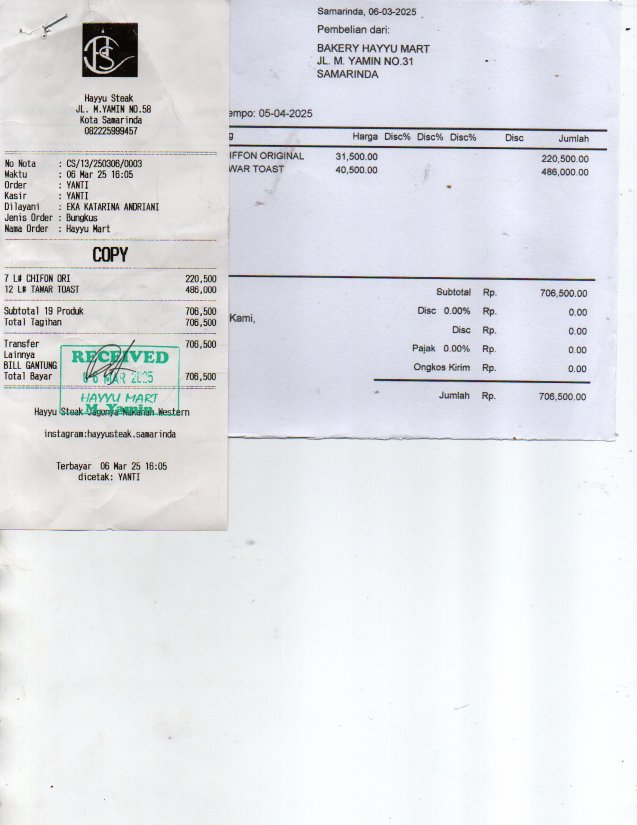 HS
Hayyu Steak
JL. M.YAMIN NO.58
Kota Samarinda
082225999457
No Nota : CS/13/250306/0003
Waktu : 06 Mar 25 16:05
Order : YANTI
Kasir : YANTI
Dilayani : EKA KATARINA ANDRIANI
Jenis Order : Bungkus
Nama Order : Hayyu Mart
COPY
7 L# CHIFON ORI 220,500
12 L# TAWAR TOAST 486,000
Subtotal 19 Produk 706,500
Total Tagihan 706,500
Transfer 706,500
Lainnya
BILL GANTUNG
Total Bayar 706,500
RECEIVED
06 MAR 2025
HAYYU MART
M. Yamin
Hayyu Steak Jagonya Makanan Western
instagram:hayyusteak.samarinda
Terbayar 06 Mar 25 16:05
dicetak: YANTI
Samarinda, 06-03-2025
Pembelian dari:
BAKERY HAYYU MART
JL. M. YAMIN NO.31
SAMARINDA
empo: 05-04-2025
g Harga Disc% Disc% Disc% Disc Jumlah
IFFON ORIGINAL 31,500.00 220,500.00
WAR TOAST 40,500.00 486,000.00
Kami,
Subtotal Rp. 706,500.00
Disc 0.00% Rp. 0.00
Disc Rp. 0.00
Pajak 0.00% Rp. 0.00
Ongkos Kirim Rp. 0.00
Jumlah Rp. 706,500.00